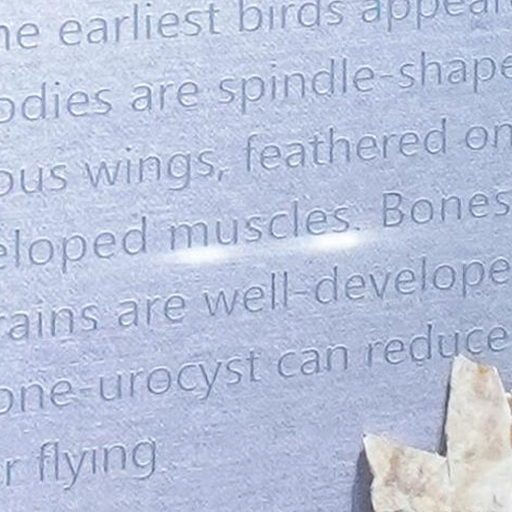 he earliest birds appear
odies are spindle-shape
ous wings, feathered on
eloped muscles. Bones
rains are well-develope
one-urocyst can reduce
r flying